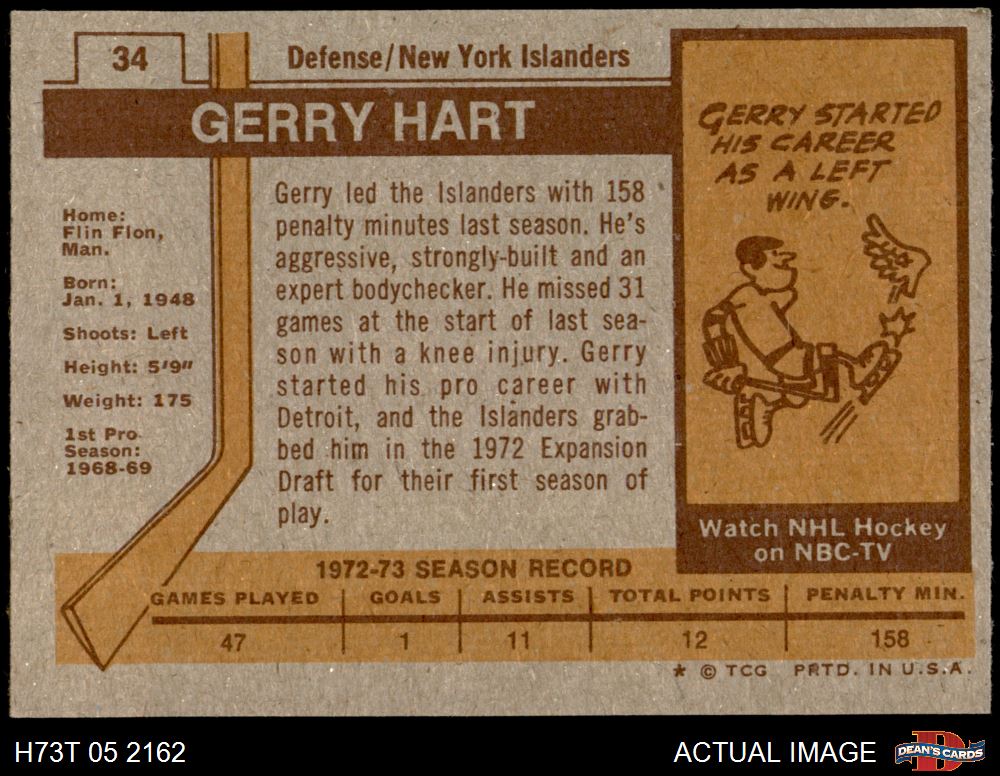 34
Defense/New York Islanders
GERRY HART
Home:
Flin Flon,
Man.
Born:
Jan. 1, 1948
Shoots: Left
Height: 5'9"
Weight: 175
1st Pro
Season:
1968-69
Gerry led the Islanders with 158
penalty minutes last season. He's
aggressive, strongly-built and an
expert bodychecker. He missed 31
games at the start of last sea-
son with a knee injury. Gerry
started his pro career with
Detroit, and the Islanders grab-
bed him in the 1972 Expansion
Draft for their first season of
play.
GERRY STARTED
HIS CAREER
AS A LEFT
WING.
Watch NHL Hockey
on NBC-TV
1972-73 SEASON RECORD
GAMES PLAYED GOALS ASSISTS TOTAL POINTS PENALTY MIN.
47 1 11 12 158
* © TCG PRTD. IN U.S.A.
H73T 05 2162 ACTUAL IMAGE DEAN'S CARDS